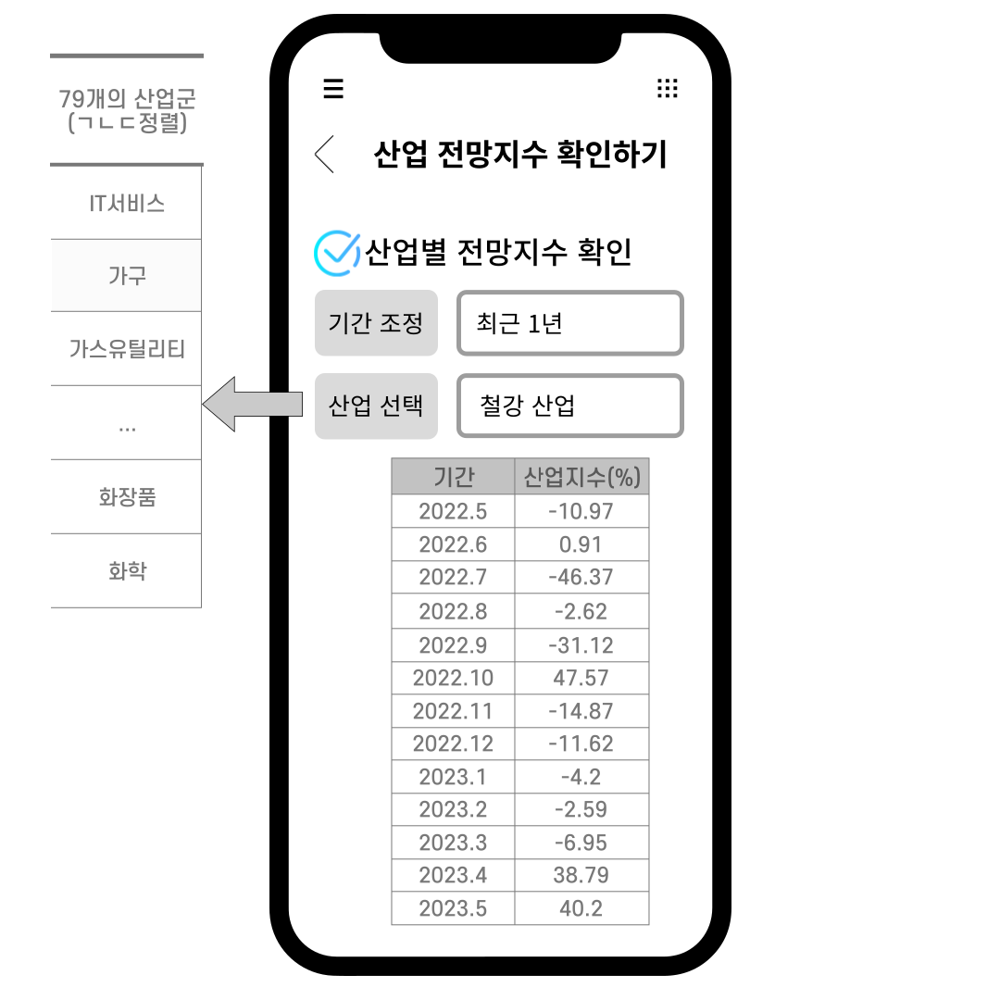 79개의 산업군
(ㄱㄴㄷ정렬)
IT서비스
가구
가스유틸리티
...
화장품
화학
산업 전망지수 확인하기
산업별 전망지수 확인
기간 조정 최근 1년
산업 선택 철강 산업
기간 산업지수(%)
2022.5 -10.97
2022.6 0.91
2022.7 -46.37
2022.8 -2.62
2022.9 -31.12
2022.10 47.57
2022.11 -14.87
2022.12 -11.62
2023.1 -4.2
2023.2 -2.59
2023.3 -6.95
2023.4 38.79
2023.5 40.2